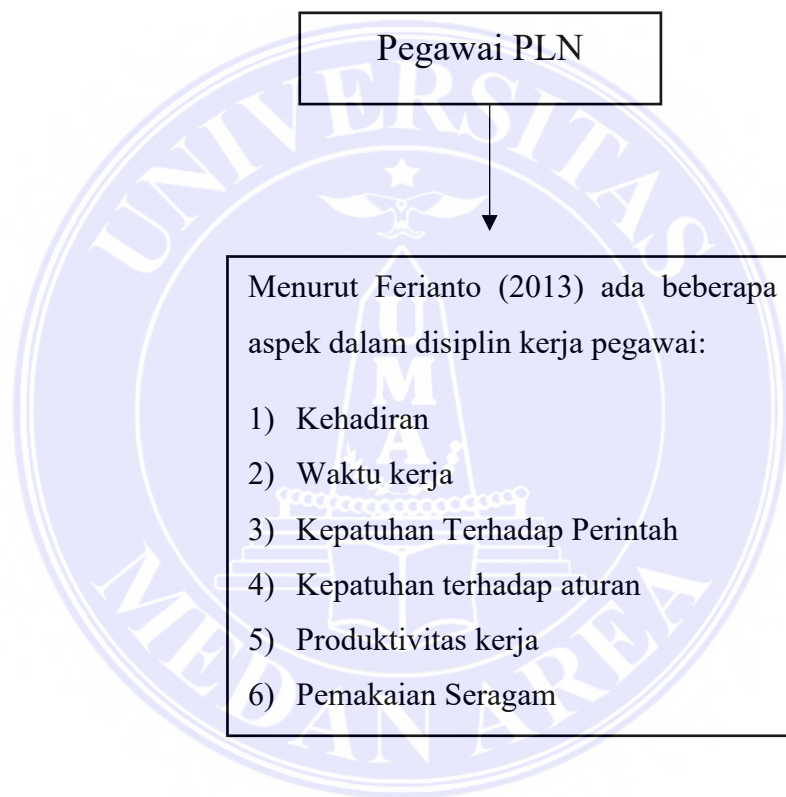 Pegawai PLN
UNIVERSITAS
Menurut Ferianto (2013) ada beberapa
aspek dalam disiplin kerja pegawai:
UMA
1) Kehadiran
2) Waktu kerja
3) Kepatuhan Terhadap Perintah
4) Kepatuhan terhadap aturan
5) Produktivitas kerja
6) Pemakaian Seragam
MEDAN AREA